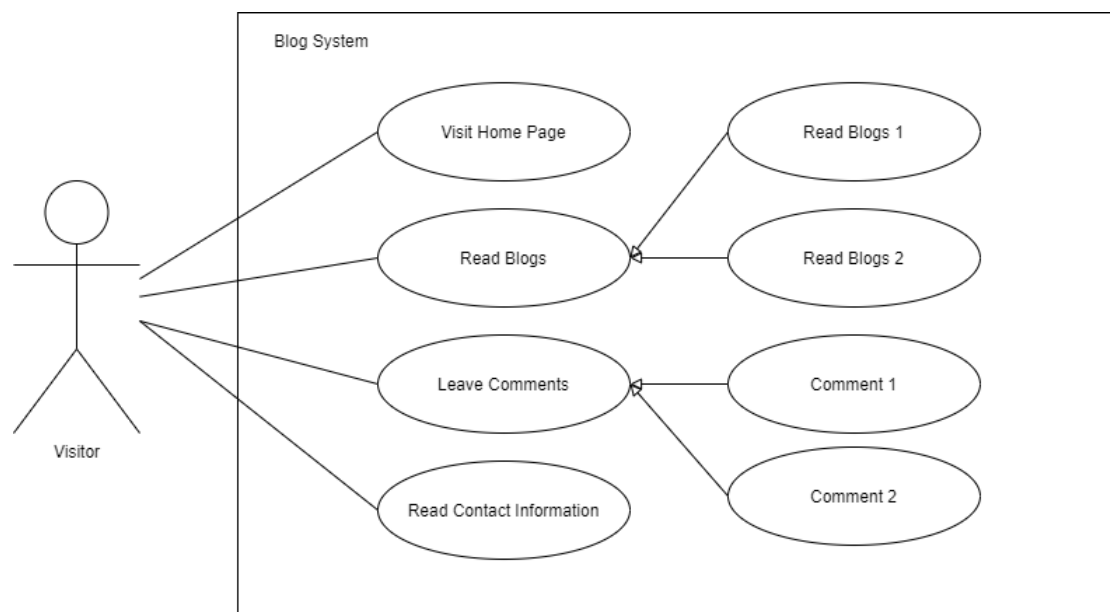 Blog System
Visit Home Page
Read Blogs 1
Read Blogs
Read Blogs 2
Leave Comments
Comment 1
Visitor
Read Contact Information
Comment 2